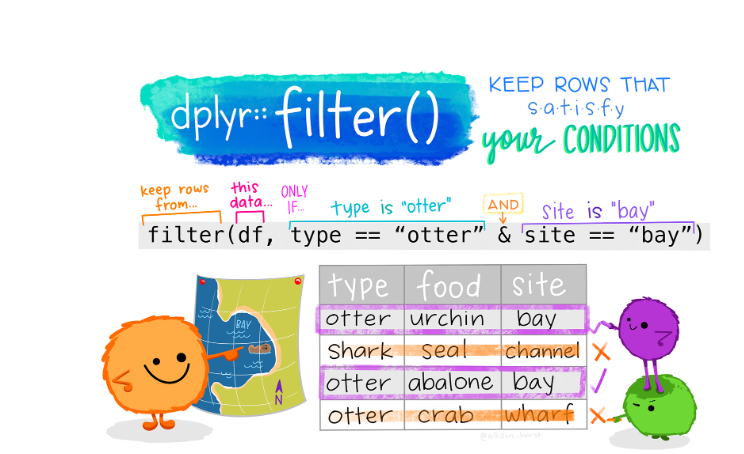 dplyr:: filter()
KEEP ROWS THAT
s·a·t·i·s·f·y
your CONDITIONS
keep rows
from...
this
data...
ONLY
IF...
type is "otter"
AND
site is "bay"
filter(df, type == “otter” & site == “bay”)
type food site
otter urchin bay
shark seal channel
otter abalone bay
otter crab wharf
BAY
N
@allison_horst